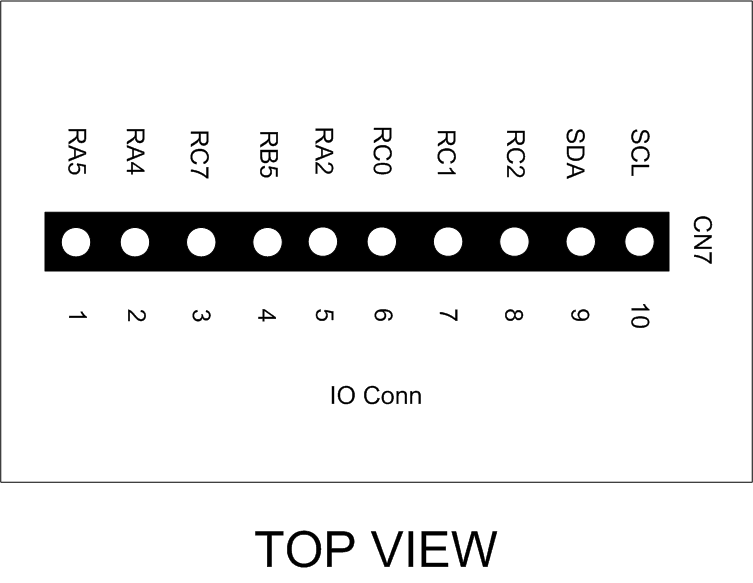 RA5 RA4 RC7 RB5 RA2 RC0 RC1 RC2 SDA SCL
CN7
1 2 3 4 5 6 7 8 9 10
IO Conn
TOP VIEW